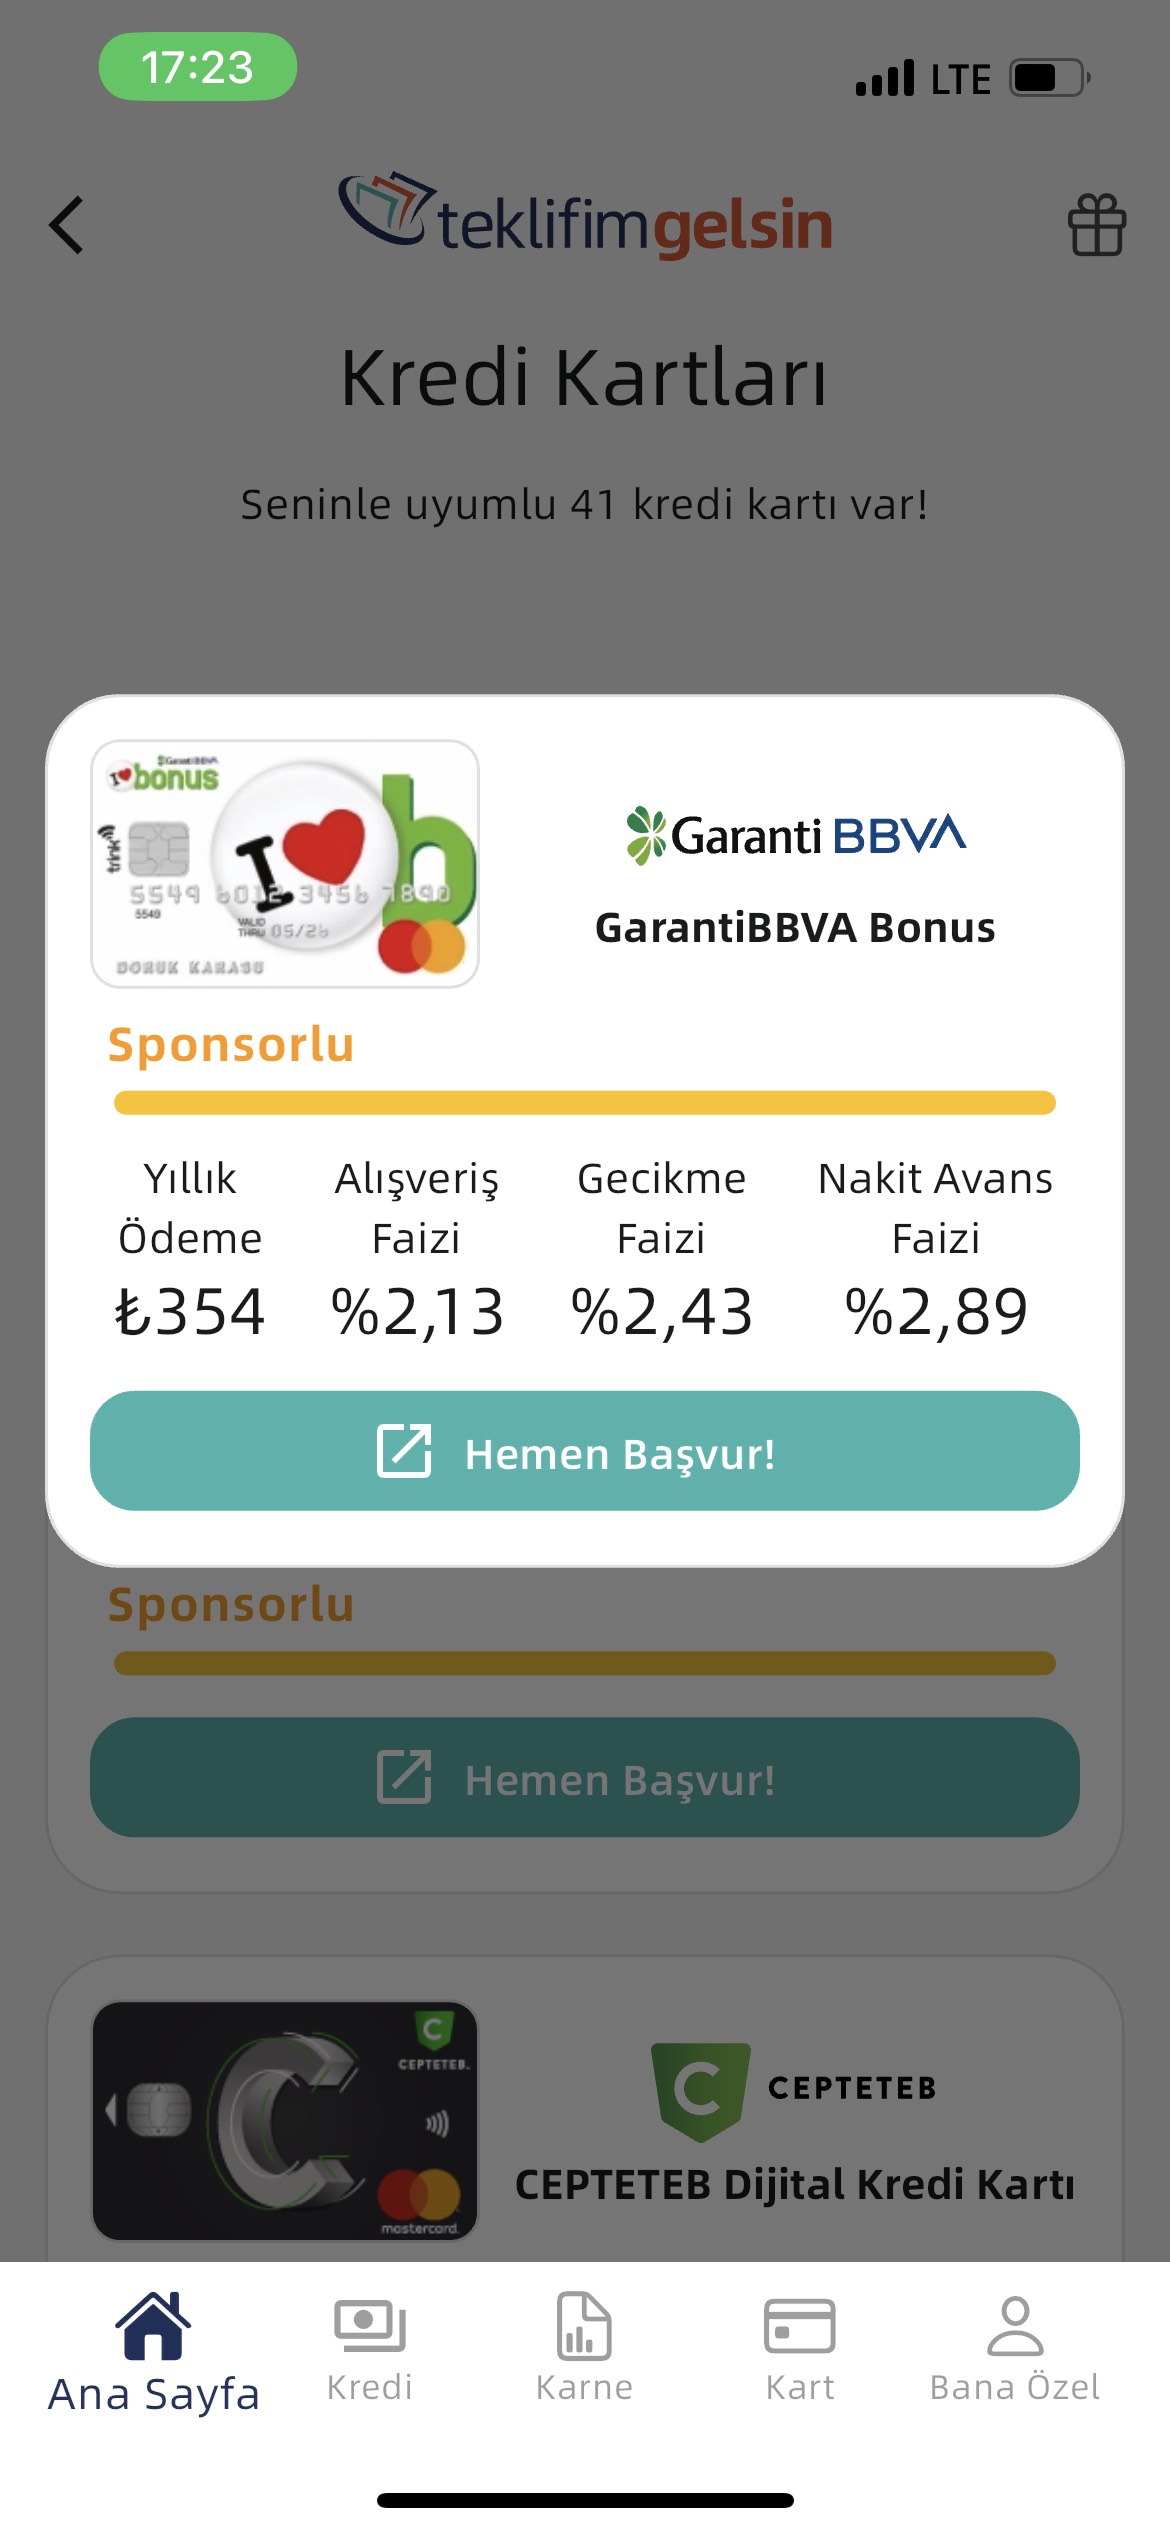 17:23
LTE
teklifimgelsin
Kredi Kartları
Seninle uyumlu 41 kredi kartı var!
GarantiBBVA
I bonus
trink
5549 6012 3456 7890
5549
VALID THRU 05/26
DORUK KARASU
I b
Garanti BBVA
GarantiBBVA Bonus
Sponsorlu
Yıllık Ödeme
₺354
Alışveriş Faizi
%2,13
Gecikme Faizi
%2,43
Nakit Avans Faizi
%2,89
Hemen Başvur!
Sponsorlu
Hemen Başvur!
C
CEPTETEB.
mastercard.
C CEPTETEB
CEPTETEB Dijital Kredi Kartı
Ana Sayfa
Kredi
Karne
Kart
Bana Özel